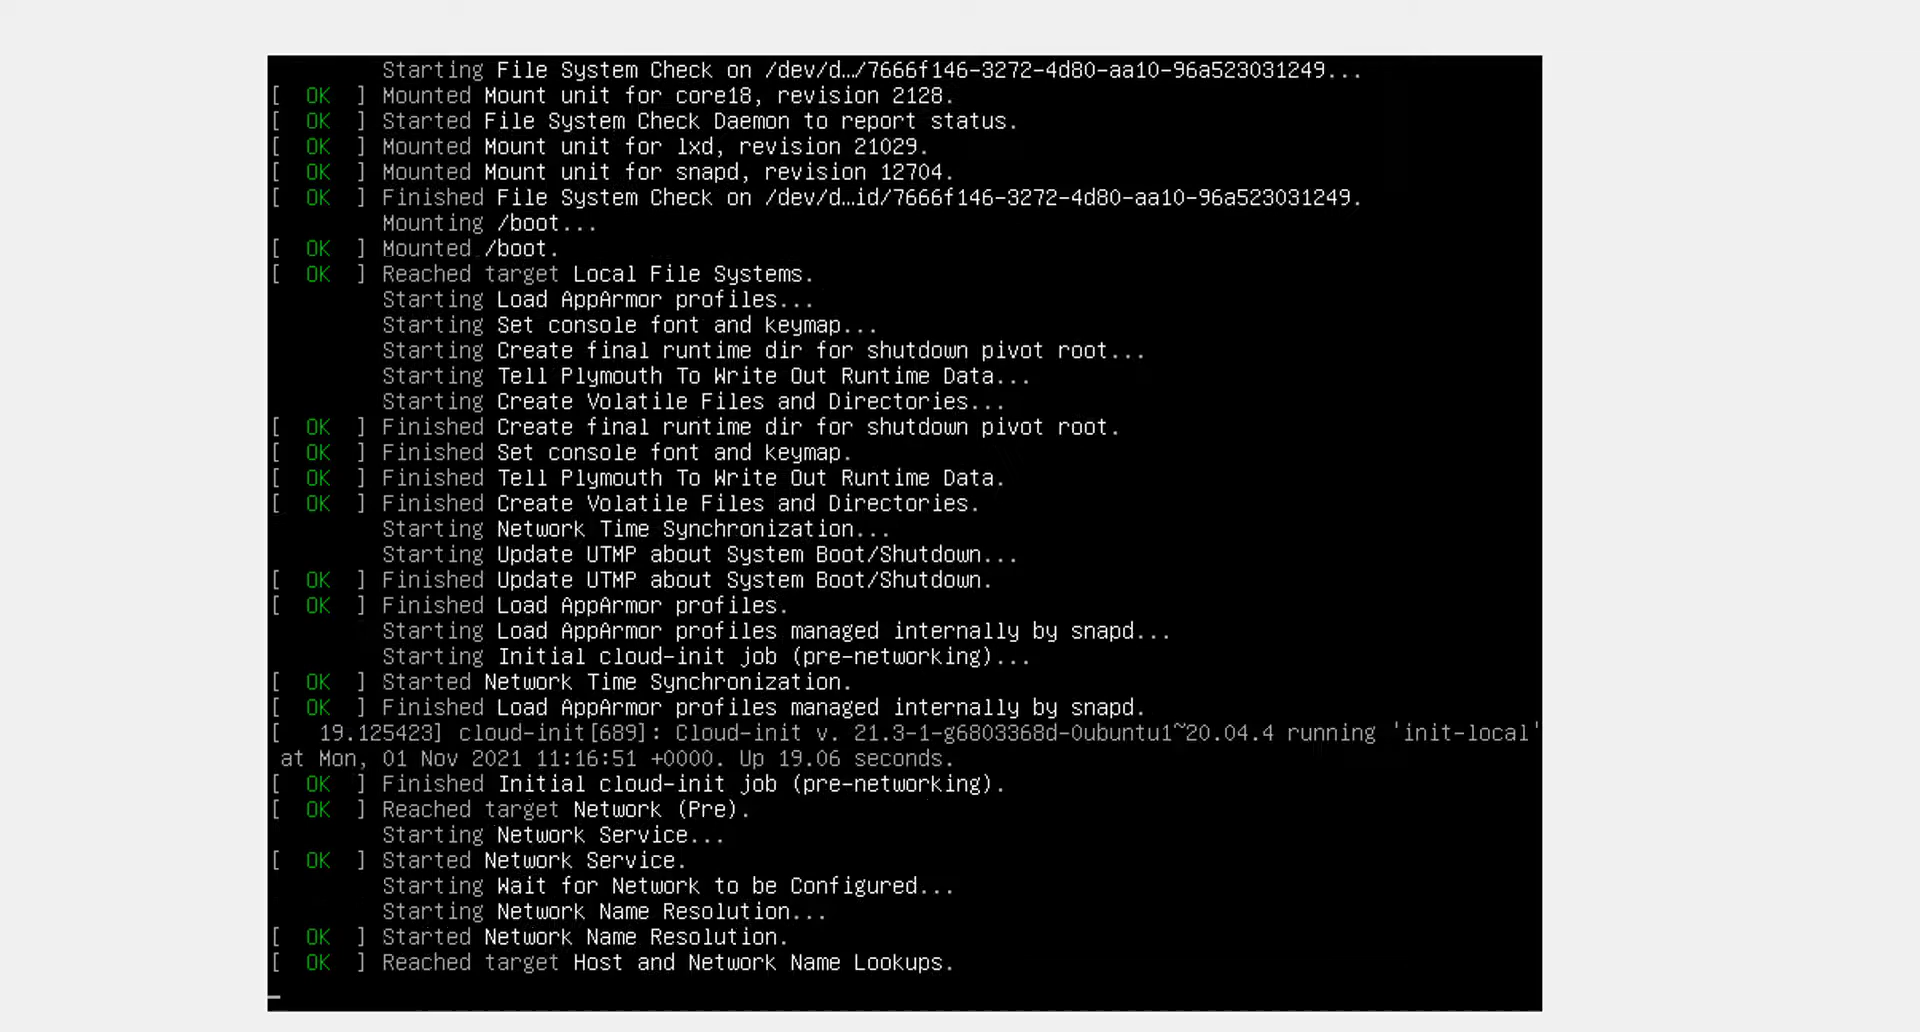 Starting File System Check on /dev/d…/7666f146-3272-4d80-aa10-96a523031249...
[  OK  ] Mounted Mount unit for core18, revision 2128.
[  OK  ] Started File System Check Daemon to report status.
[  OK  ] Mounted Mount unit for lxd, revision 21029.
[  OK  ] Mounted Mount unit for snapd, revision 12704.
[  OK  ] Finished File System Check on /dev/d…id/7666f146-3272-4d80-aa10-96a523031249.
Mounting /boot...
[  OK  ] Mounted /boot.
[  OK  ] Reached target Local File Systems.
Starting Load AppArmor profiles...
Starting Set console font and keymap...
Starting Create final runtime dir for shutdown pivot root...
Starting Tell Plymouth To Write Out Runtime Data...
Starting Create Volatile Files and Directories...
[  OK  ] Finished Create final runtime dir for shutdown pivot root.
[  OK  ] Finished Set console font and keymap.
[  OK  ] Finished Tell Plymouth To Write Out Runtime Data.
[  OK  ] Finished Create Volatile Files and Directories.
Starting Network Time Synchronization...
Starting Update UTMP about System Boot/Shutdown...
[  OK  ] Finished Update UTMP about System Boot/Shutdown.
[  OK  ] Finished Load AppArmor profiles.
Starting Load AppArmor profiles managed internally by snapd...
Starting Initial cloud-init job (pre-networking)...
[  OK  ] Started Network Time Synchronization.
[  OK  ] Finished Load AppArmor profiles managed internally by snapd.
[   19.125423] cloud-init[689]: Cloud-init v. 21.3-1-g6803368d-0ubuntu1~20.04.4 running 'init-local'
at Mon, 01 Nov 2021 11:16:51 +0000. Up 19.06 seconds.
[  OK  ] Finished Initial cloud-init job (pre-networking).
[  OK  ] Reached target Network (Pre).
Starting Network Service...
[  OK  ] Started Network Service.
Starting Wait for Network to be Configured...
Starting Network Name Resolution...
[  OK  ] Started Network Name Resolution.
[  OK  ] Reached target Host and Network Name Lookups.